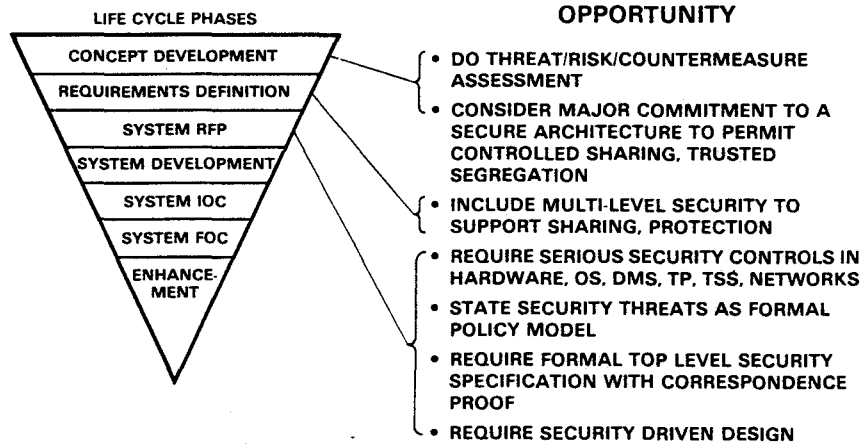 LIFE CYCLE PHASES
CONCEPT DEVELOPMENT
REQUIREMENTS DEFINITION
SYSTEM RFP
SYSTEM DEVELOPMENT
SYSTEM IOC
SYSTEM FOC
ENHANCE-
MENT
OPPORTUNITY
• DO THREAT/RISK/COUNTERMEASURE
ASSESSMENT
• CONSIDER MAJOR COMMITMENT TO A
SECURE ARCHITECTURE TO PERMIT
CONTROLLED SHARING, TRUSTED
SEGREGATION
• INCLUDE MULTI-LEVEL SECURITY TO
SUPPORT SHARING, PROTECTION
• REQUIRE SERIOUS SECURITY CONTROLS IN
HARDWARE, OS, DMS, TP, TSS, NETWORKS
• STATE SECURITY THREATS AS FORMAL
POLICY MODEL
• REQUIRE FORMAL TOP LEVEL SECURITY
SPECIFICATION WITH CORRESPONDENCE
PROOF
• REQUIRE SECURITY DRIVEN DESIGN